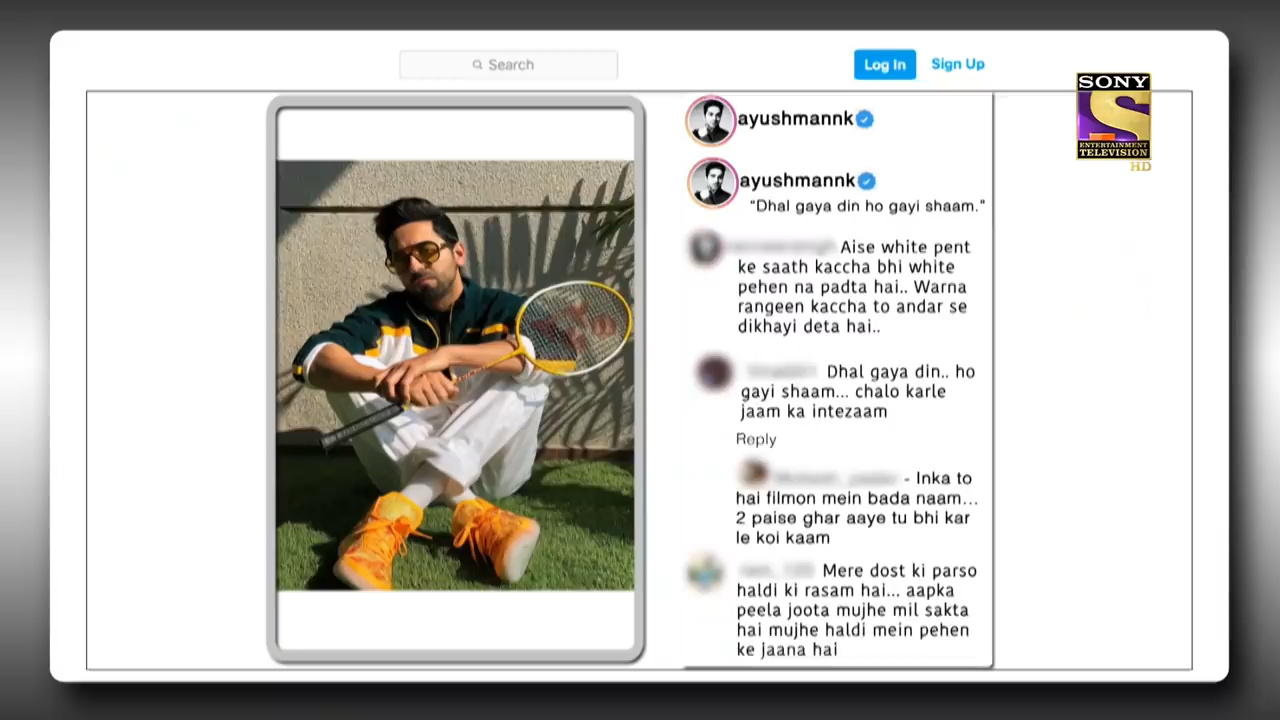 Search
Log In
Sign Up
SONY
S
ENTERTAINMENT
TELEVISION
HD
ayushmannk
ayushmannk
“Dhal gaya din ho gayi shaam.”
Aise white pent
ke saath kaccha bhi white
pehen na padta hai.. Warna
rangeen kaccha to andar se
dikhayi deta hai..
Dhal gaya din.. ho
gayi shaam... chalo karle
jaam ka intezaam
Reply
- Inka to
hai filmon mein bada naam...
2 paise ghar aaye tu bhi kar
le koi kaam
Mere dost ki parso
haldi ki rasam hai... aapka
peela joota mujhe mil sakta
hai mujhe haldi mein pehen
ke jaana hai